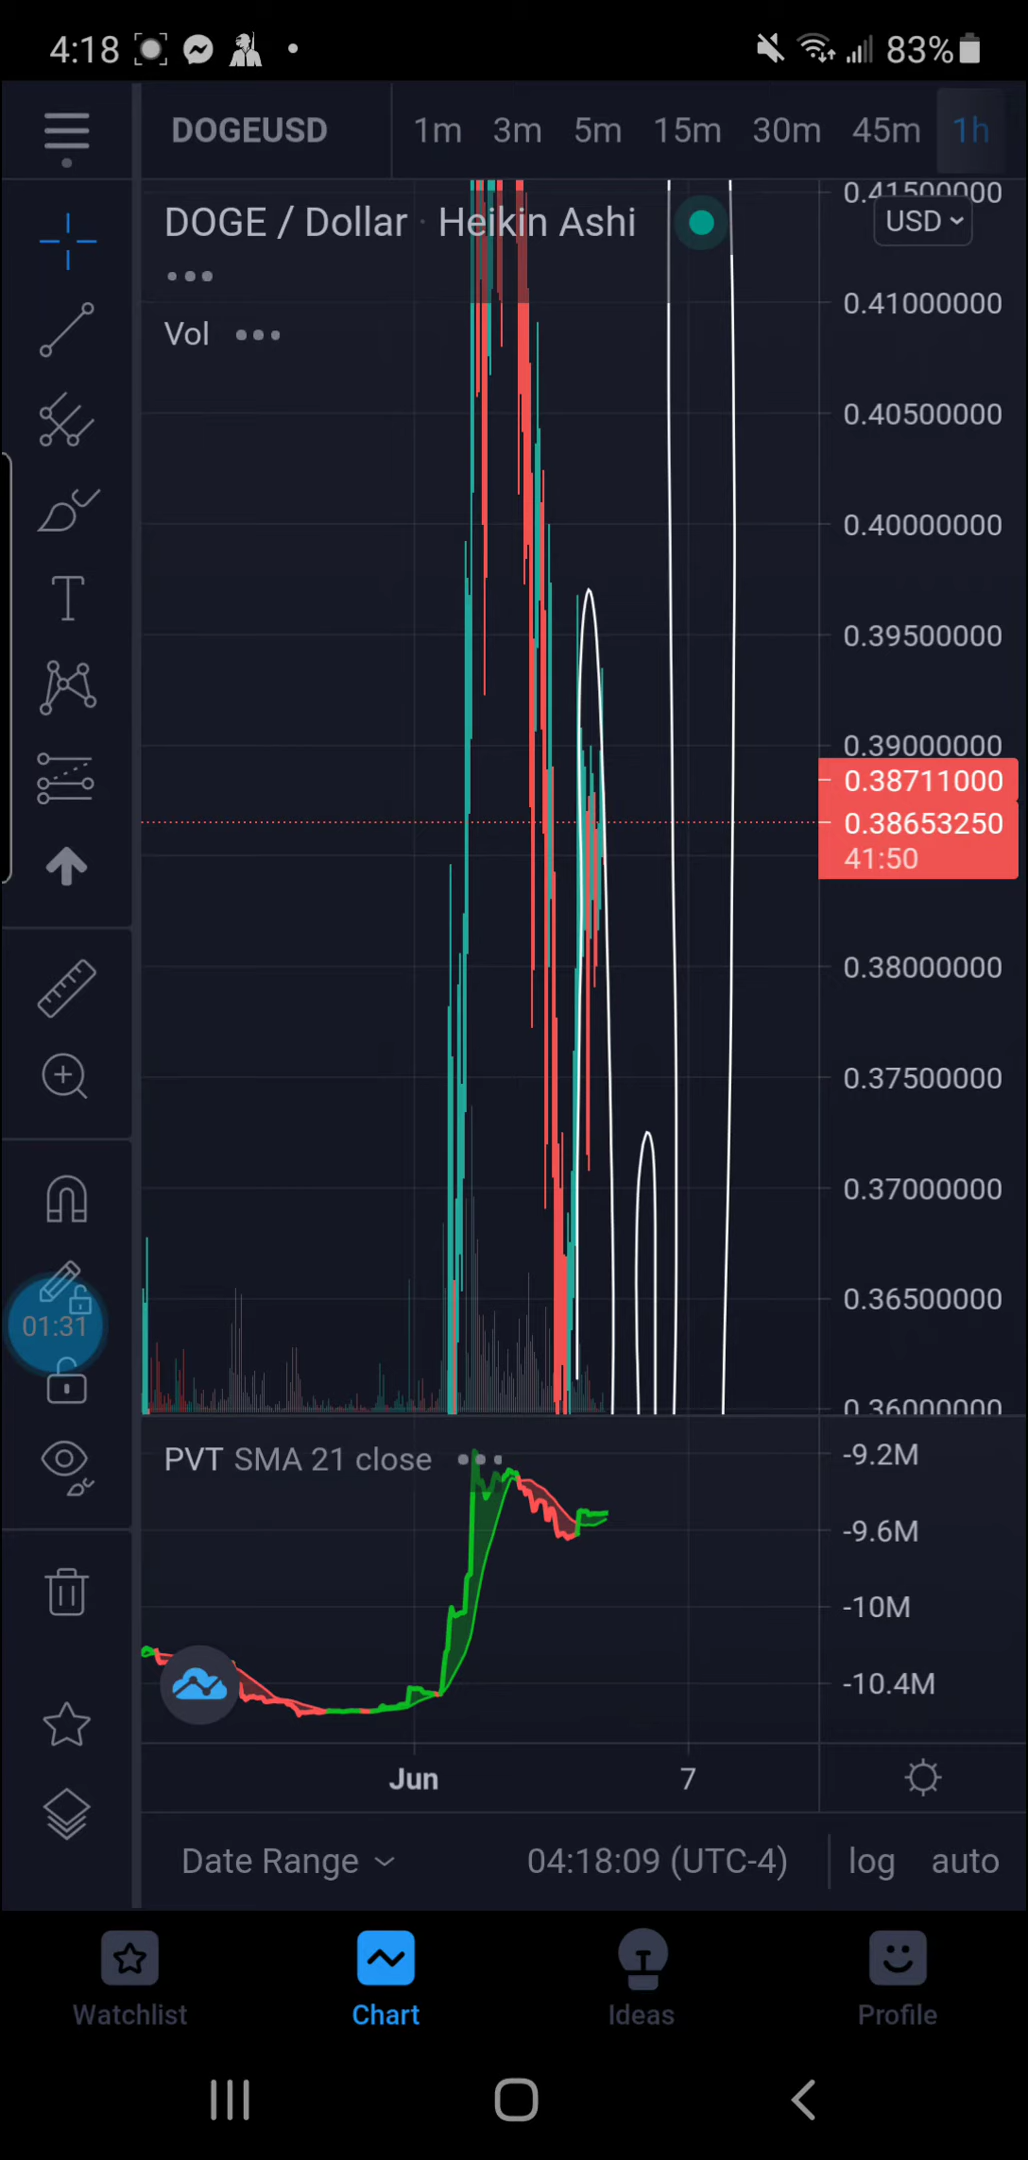 4:18 83%
DOGEUSD 1m 3m 5m 15m 30m 45m 1h
DOGE / Dollar · Heikin Ashi
USD
Vol
0.41500000
0.41000000
0.40500000
0.40000000
0.39500000
0.39000000
0.38711000
0.38653250
41:50
0.38000000
0.37500000
0.37000000
0.36500000
0.36000000
01:31
PVT SMA 21 close
-9.2M
-9.6M
-10M
-10.4M
Jun 7
Date Range 04:18:09 (UTC-4) log auto
Watchlist Chart Ideas Profile